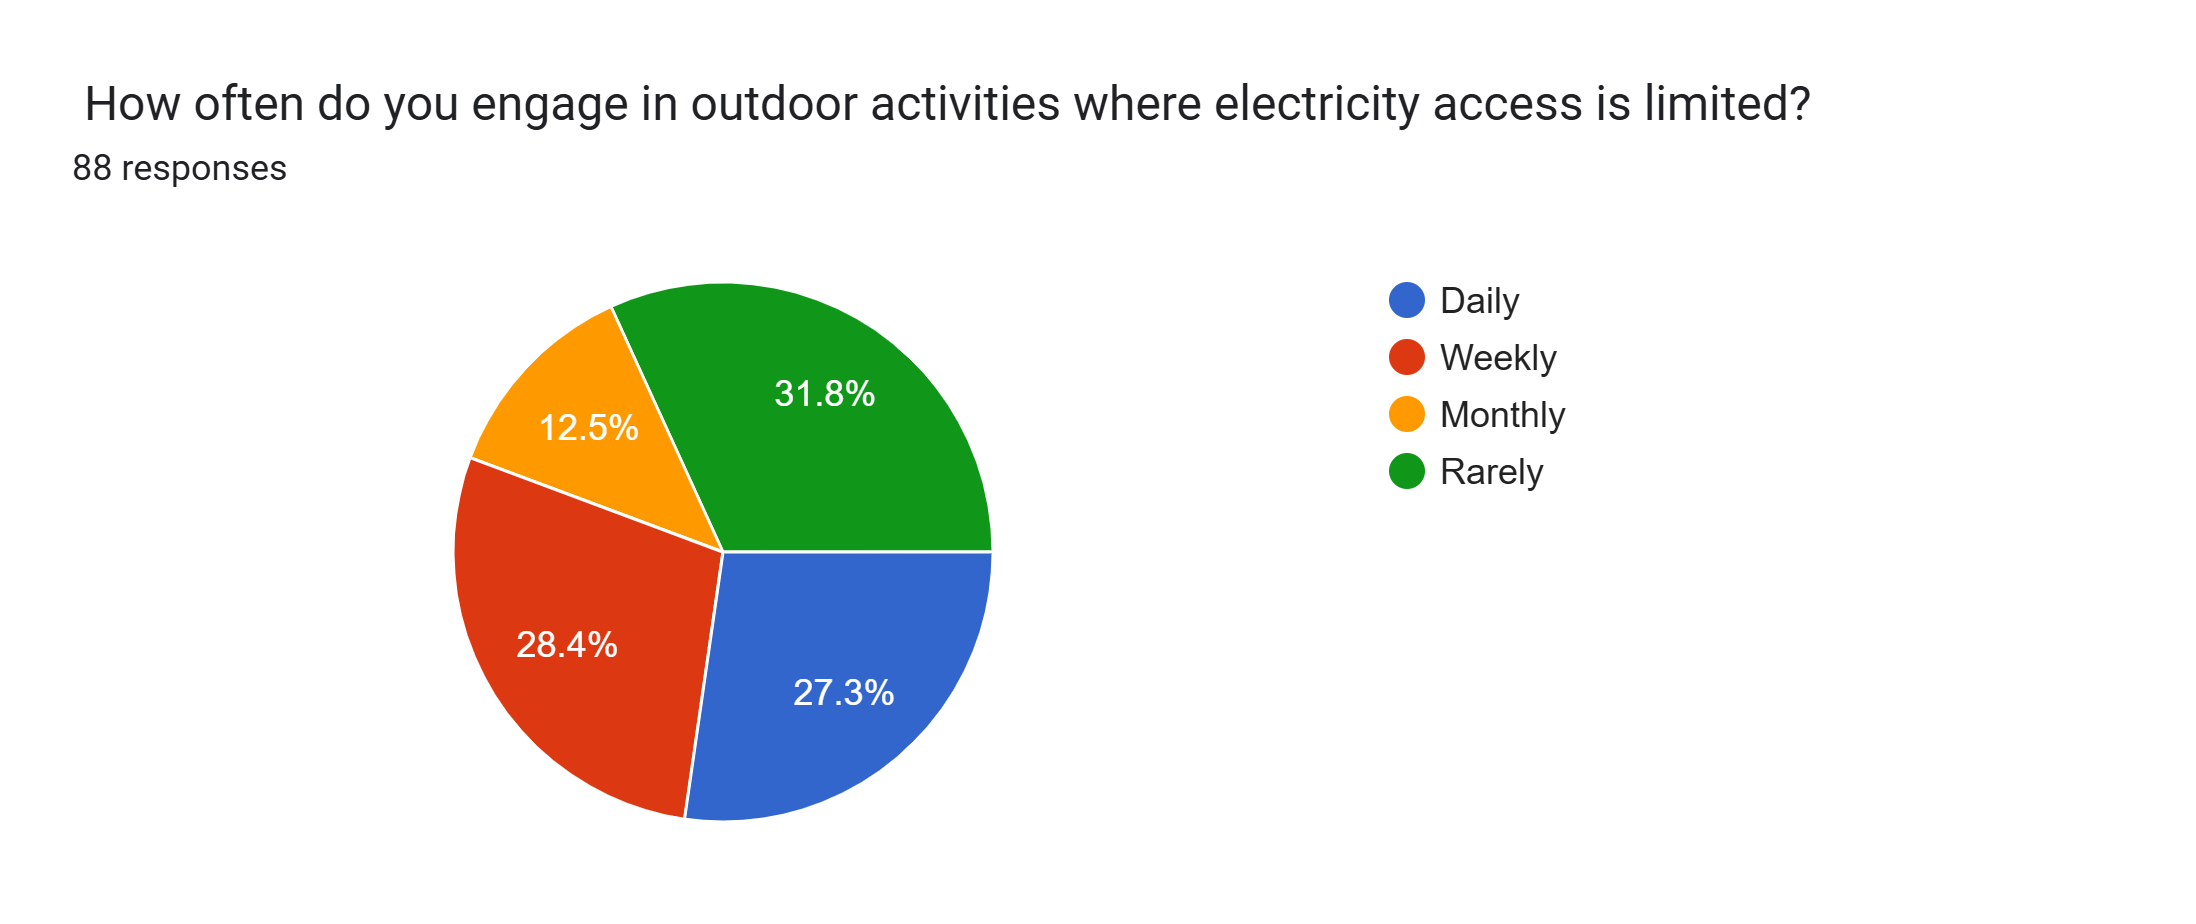 How often do you engage in outdoor activities where electricity access is limited?
88 responses
31.8%
12.5%
28.4%
27.3%
Daily
Weekly
Monthly
Rarely